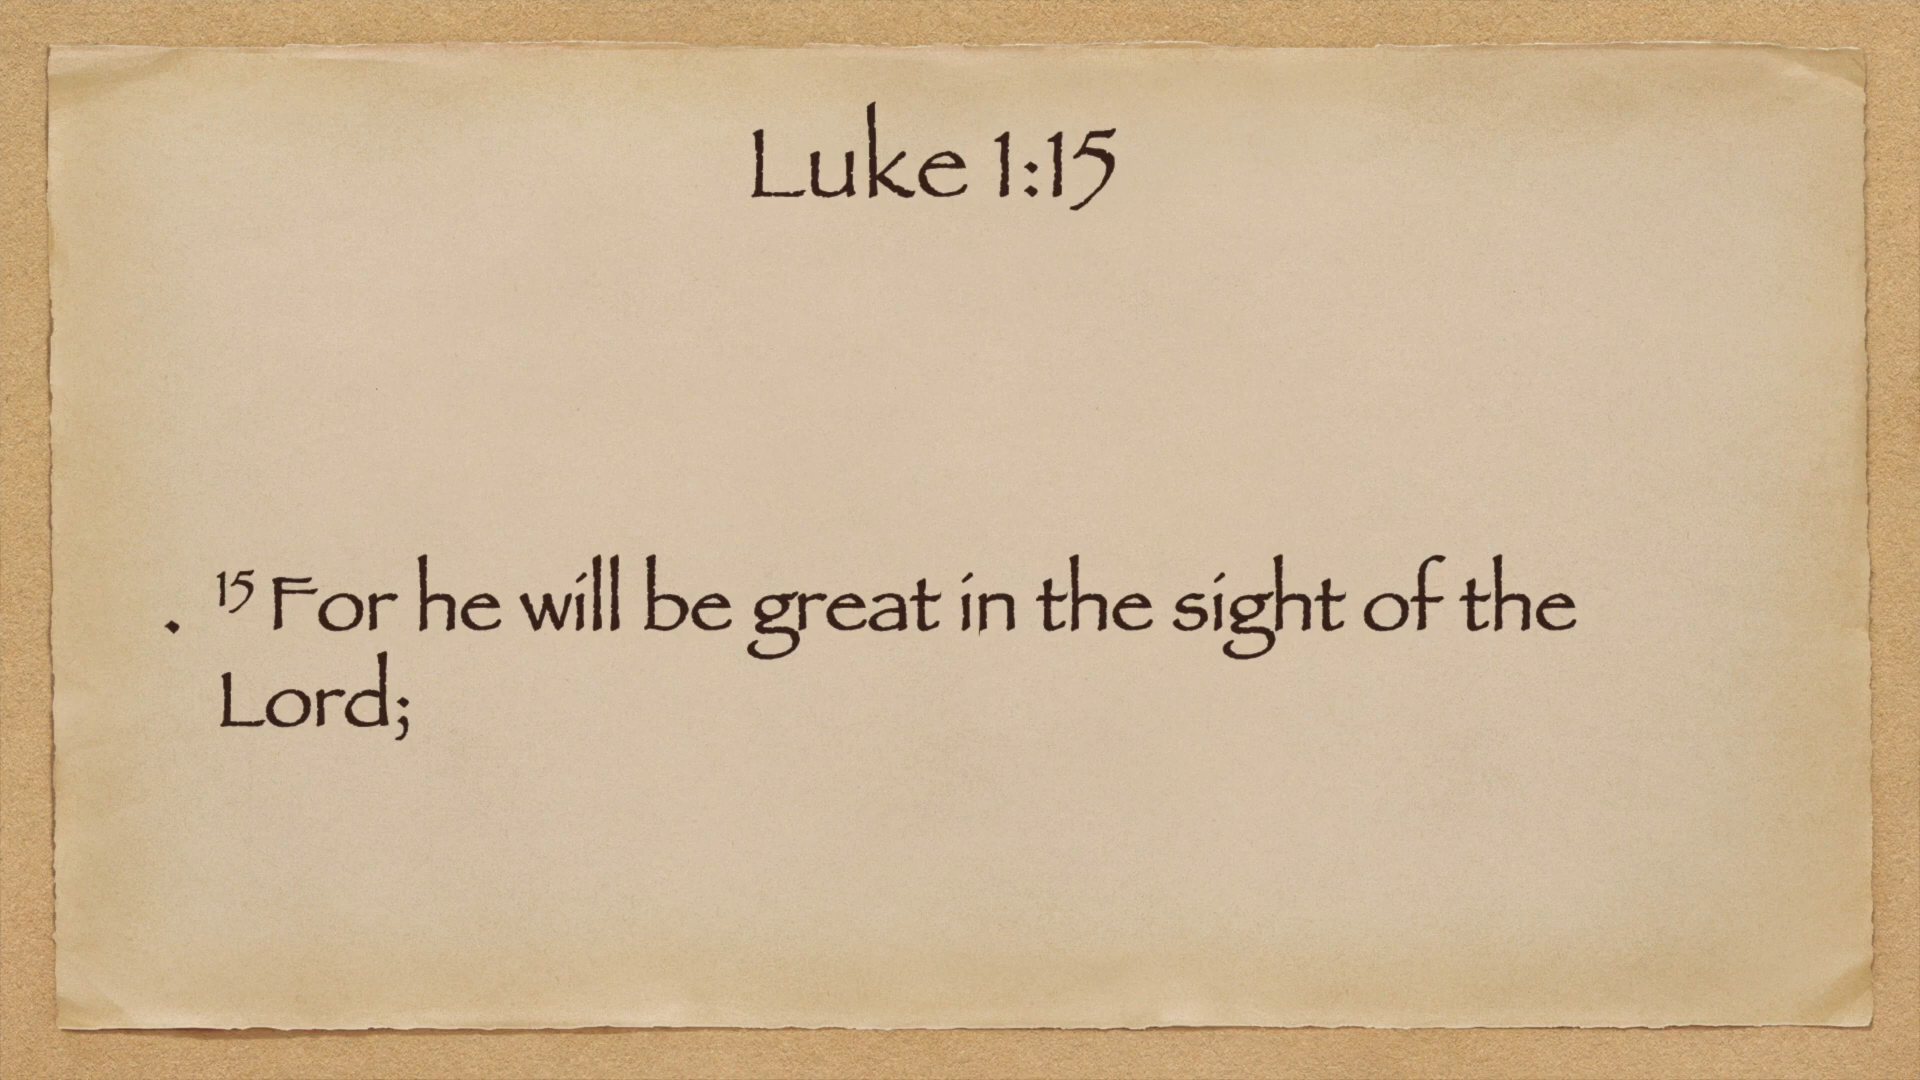 Luke 1:15
• 15 For he will be great in the sight of the
Lord;